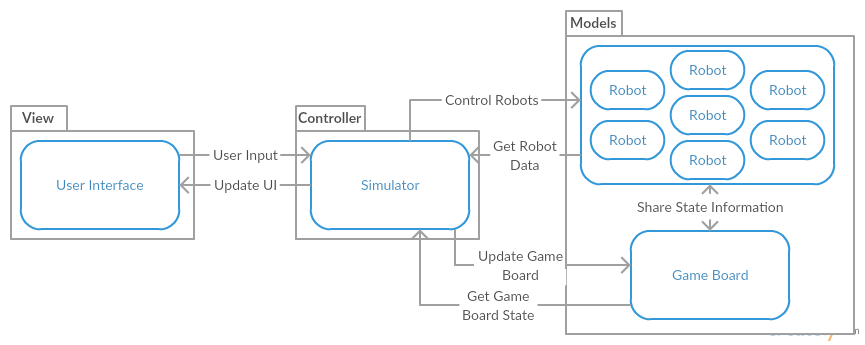 Models
Robot
Robot
Robot
Robot
Robot
Robot
Robot
Control Robots
View
Controller
User Input
Get Robot
Data
User Interface
Update UI
Simulator
Share State Information
Update Game
Board
Game Board
Get Game
Board State